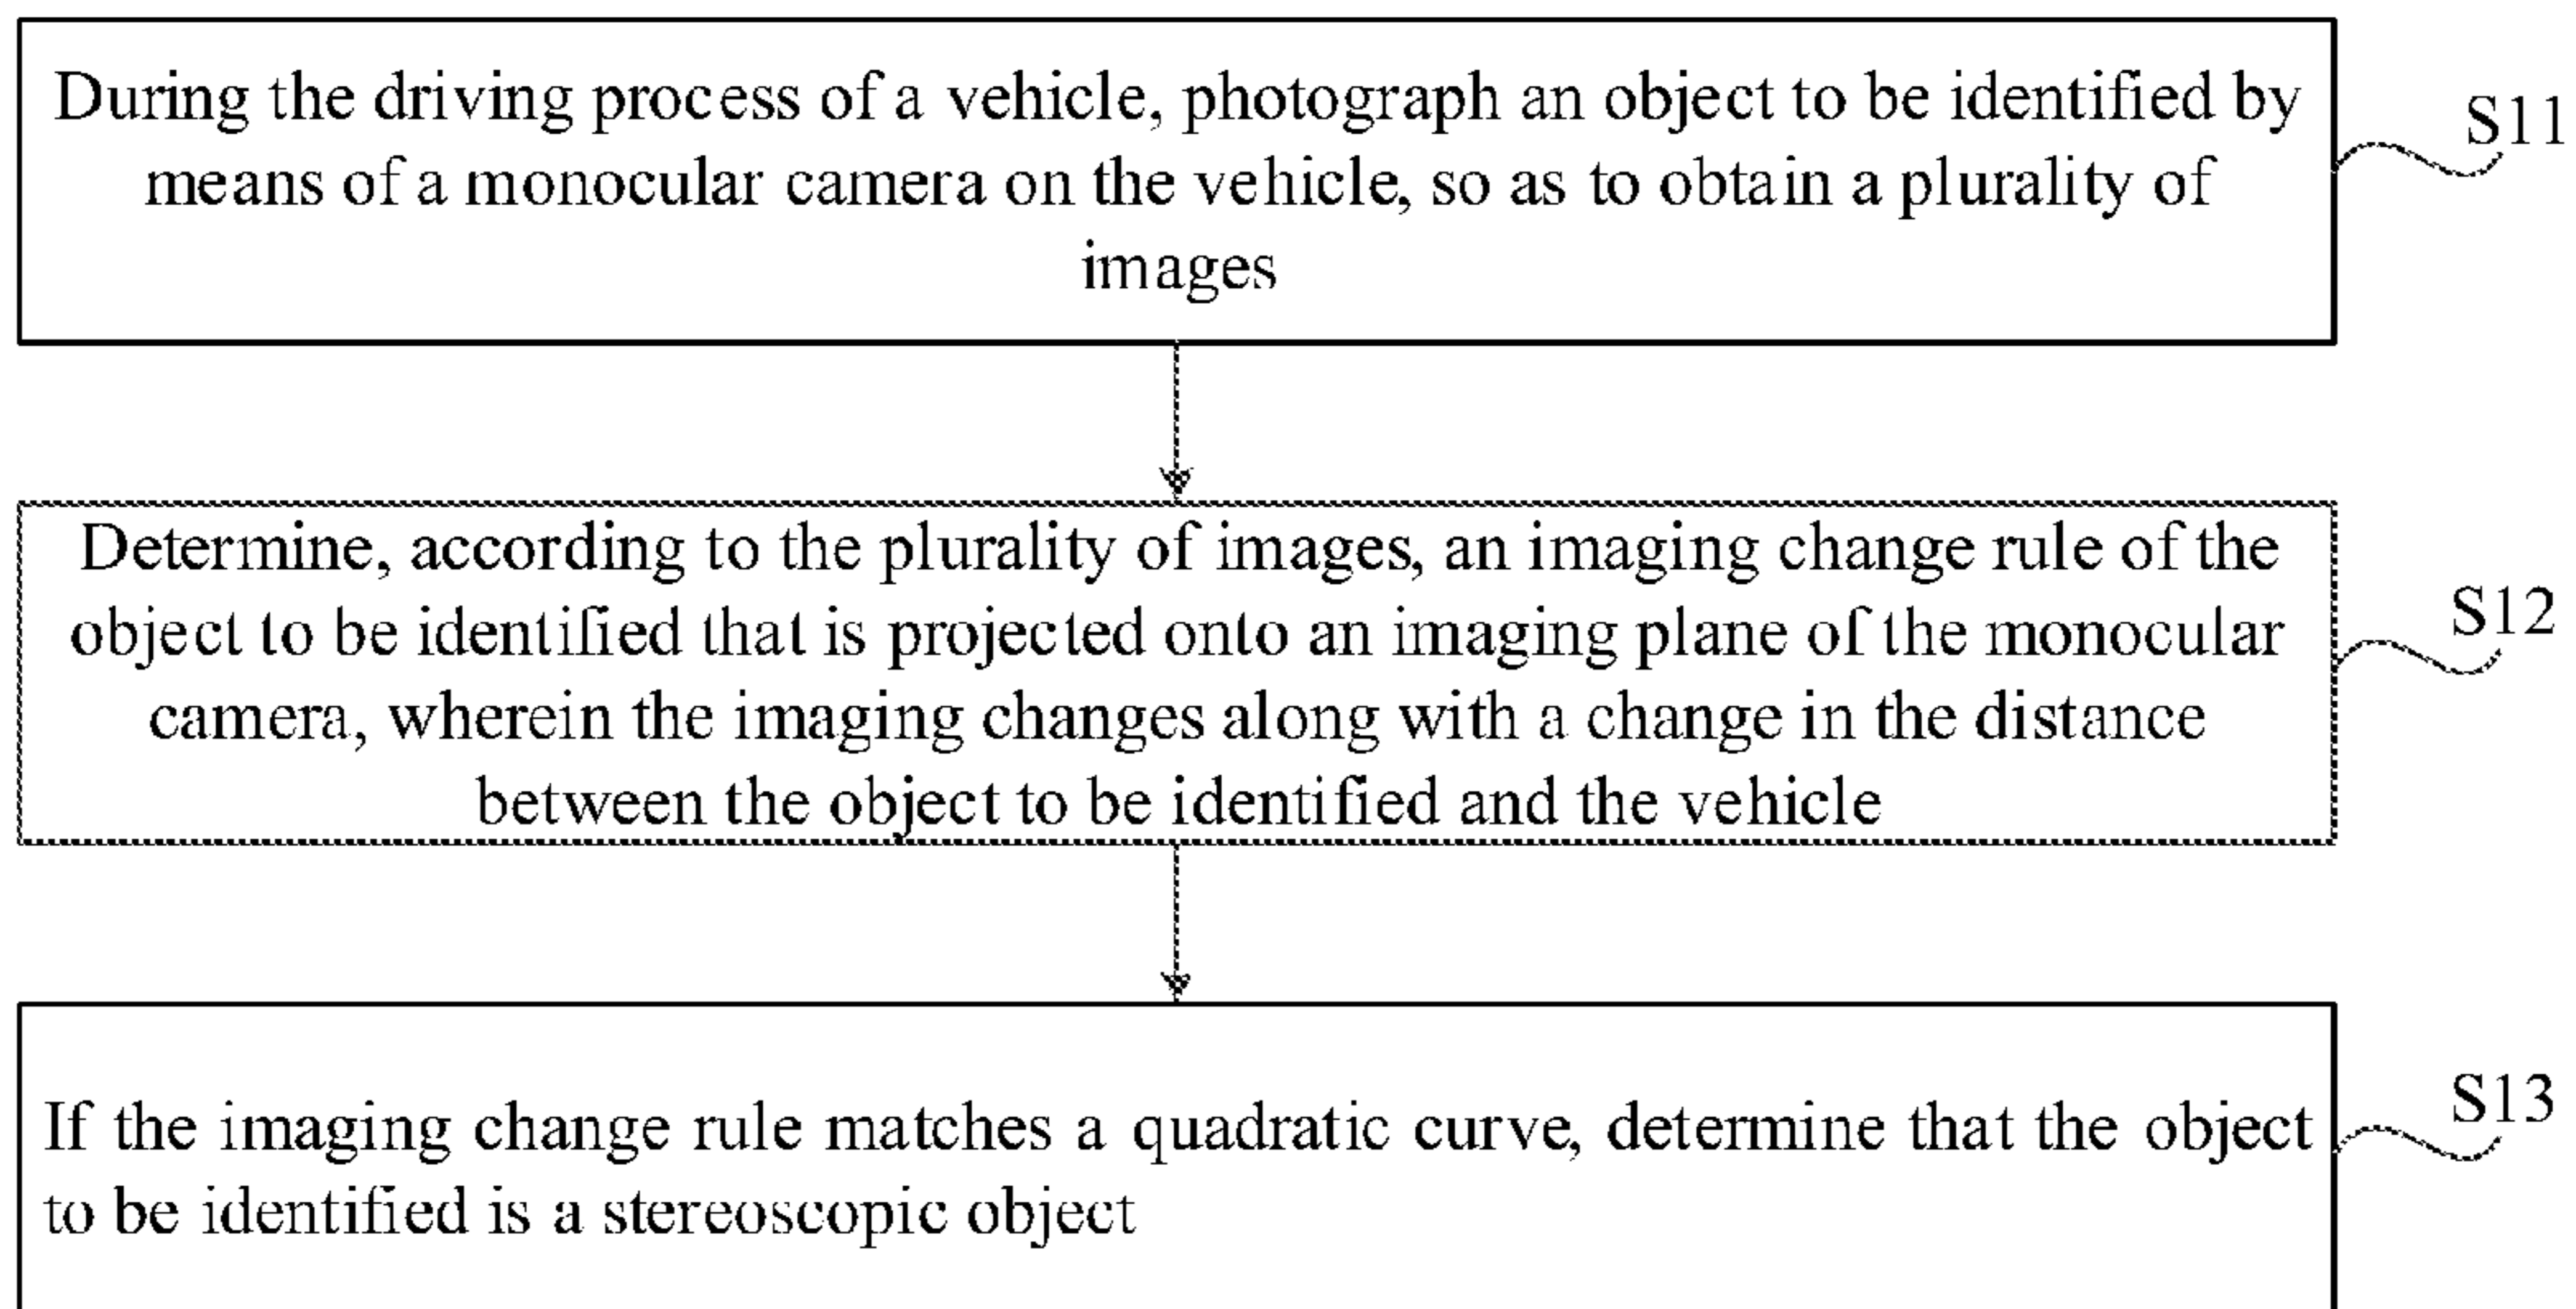 During the driving process of a vehicle, photograph an object to be identified by
means of a monocular camera on the vehicle, so as to obtain a plurality of
images
S11
Determine, according to the plurality of images, an imaging change rule of the
object to be identified that is projected onto an imaging plane of the monocular
camera, wherein the imaging changes along with a change in the distance
between the object to be identified and the vehicle
S12
If the imaging change rule matches a quadratic curve, determine that the object
to be identified is a stereoscopic object
S13